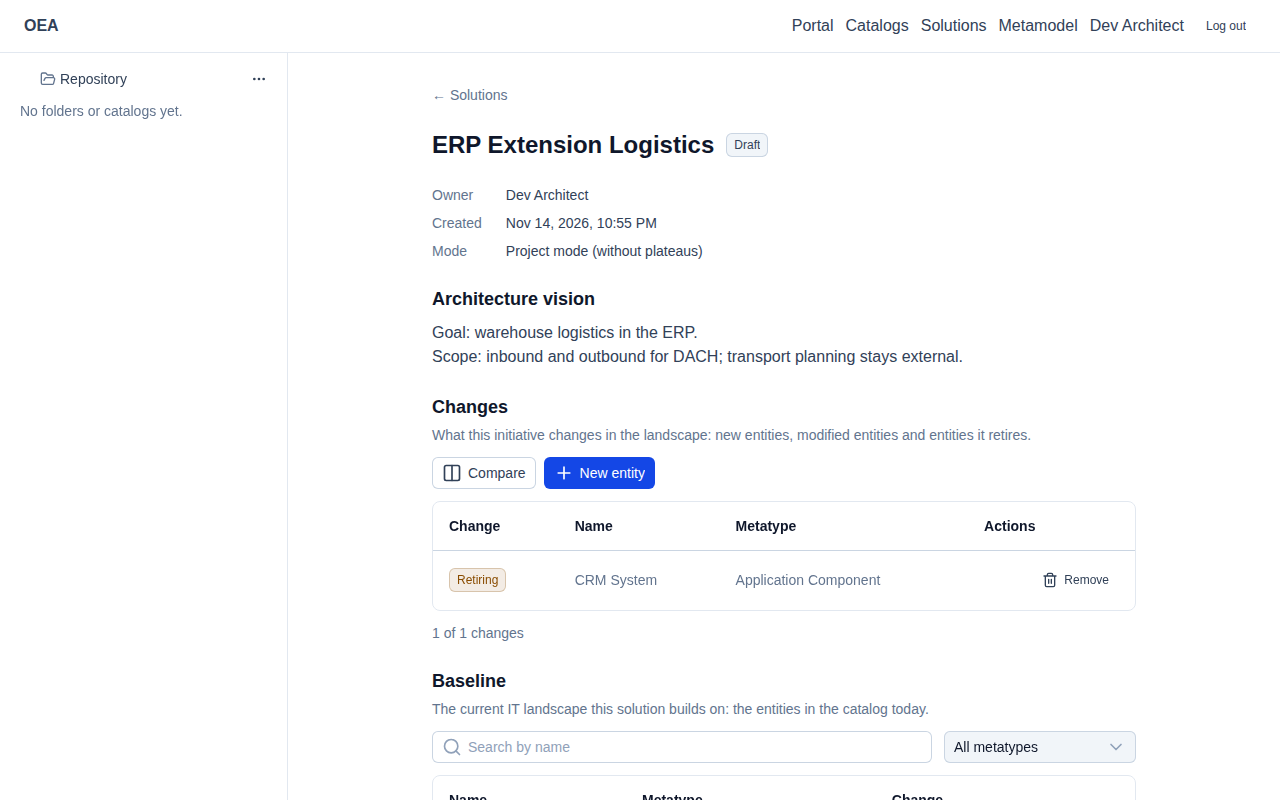 OEA
Portal Catalogs Solutions Metamodel Dev Architect Log out
Repository
No folders or catalogs yet.
← Solutions
ERP Extension Logistics Draft
Owner Dev Architect
Created Nov 14, 2026, 10:55 PM
Mode Project mode (without plateaus)
Architecture vision
Goal: warehouse logistics in the ERP.
Scope: inbound and outbound for DACH; transport planning stays external.
Changes
What this initiative changes in the landscape: new entities, modified entities and entities it retires.
Compare New entity
Change Name Metatype Actions
Retiring CRM System Application Component Remove
1 of 1 changes
Baseline
The current IT landscape this solution builds on: the entities in the catalog today.
Search by name All metatypes
Name Metatype Change